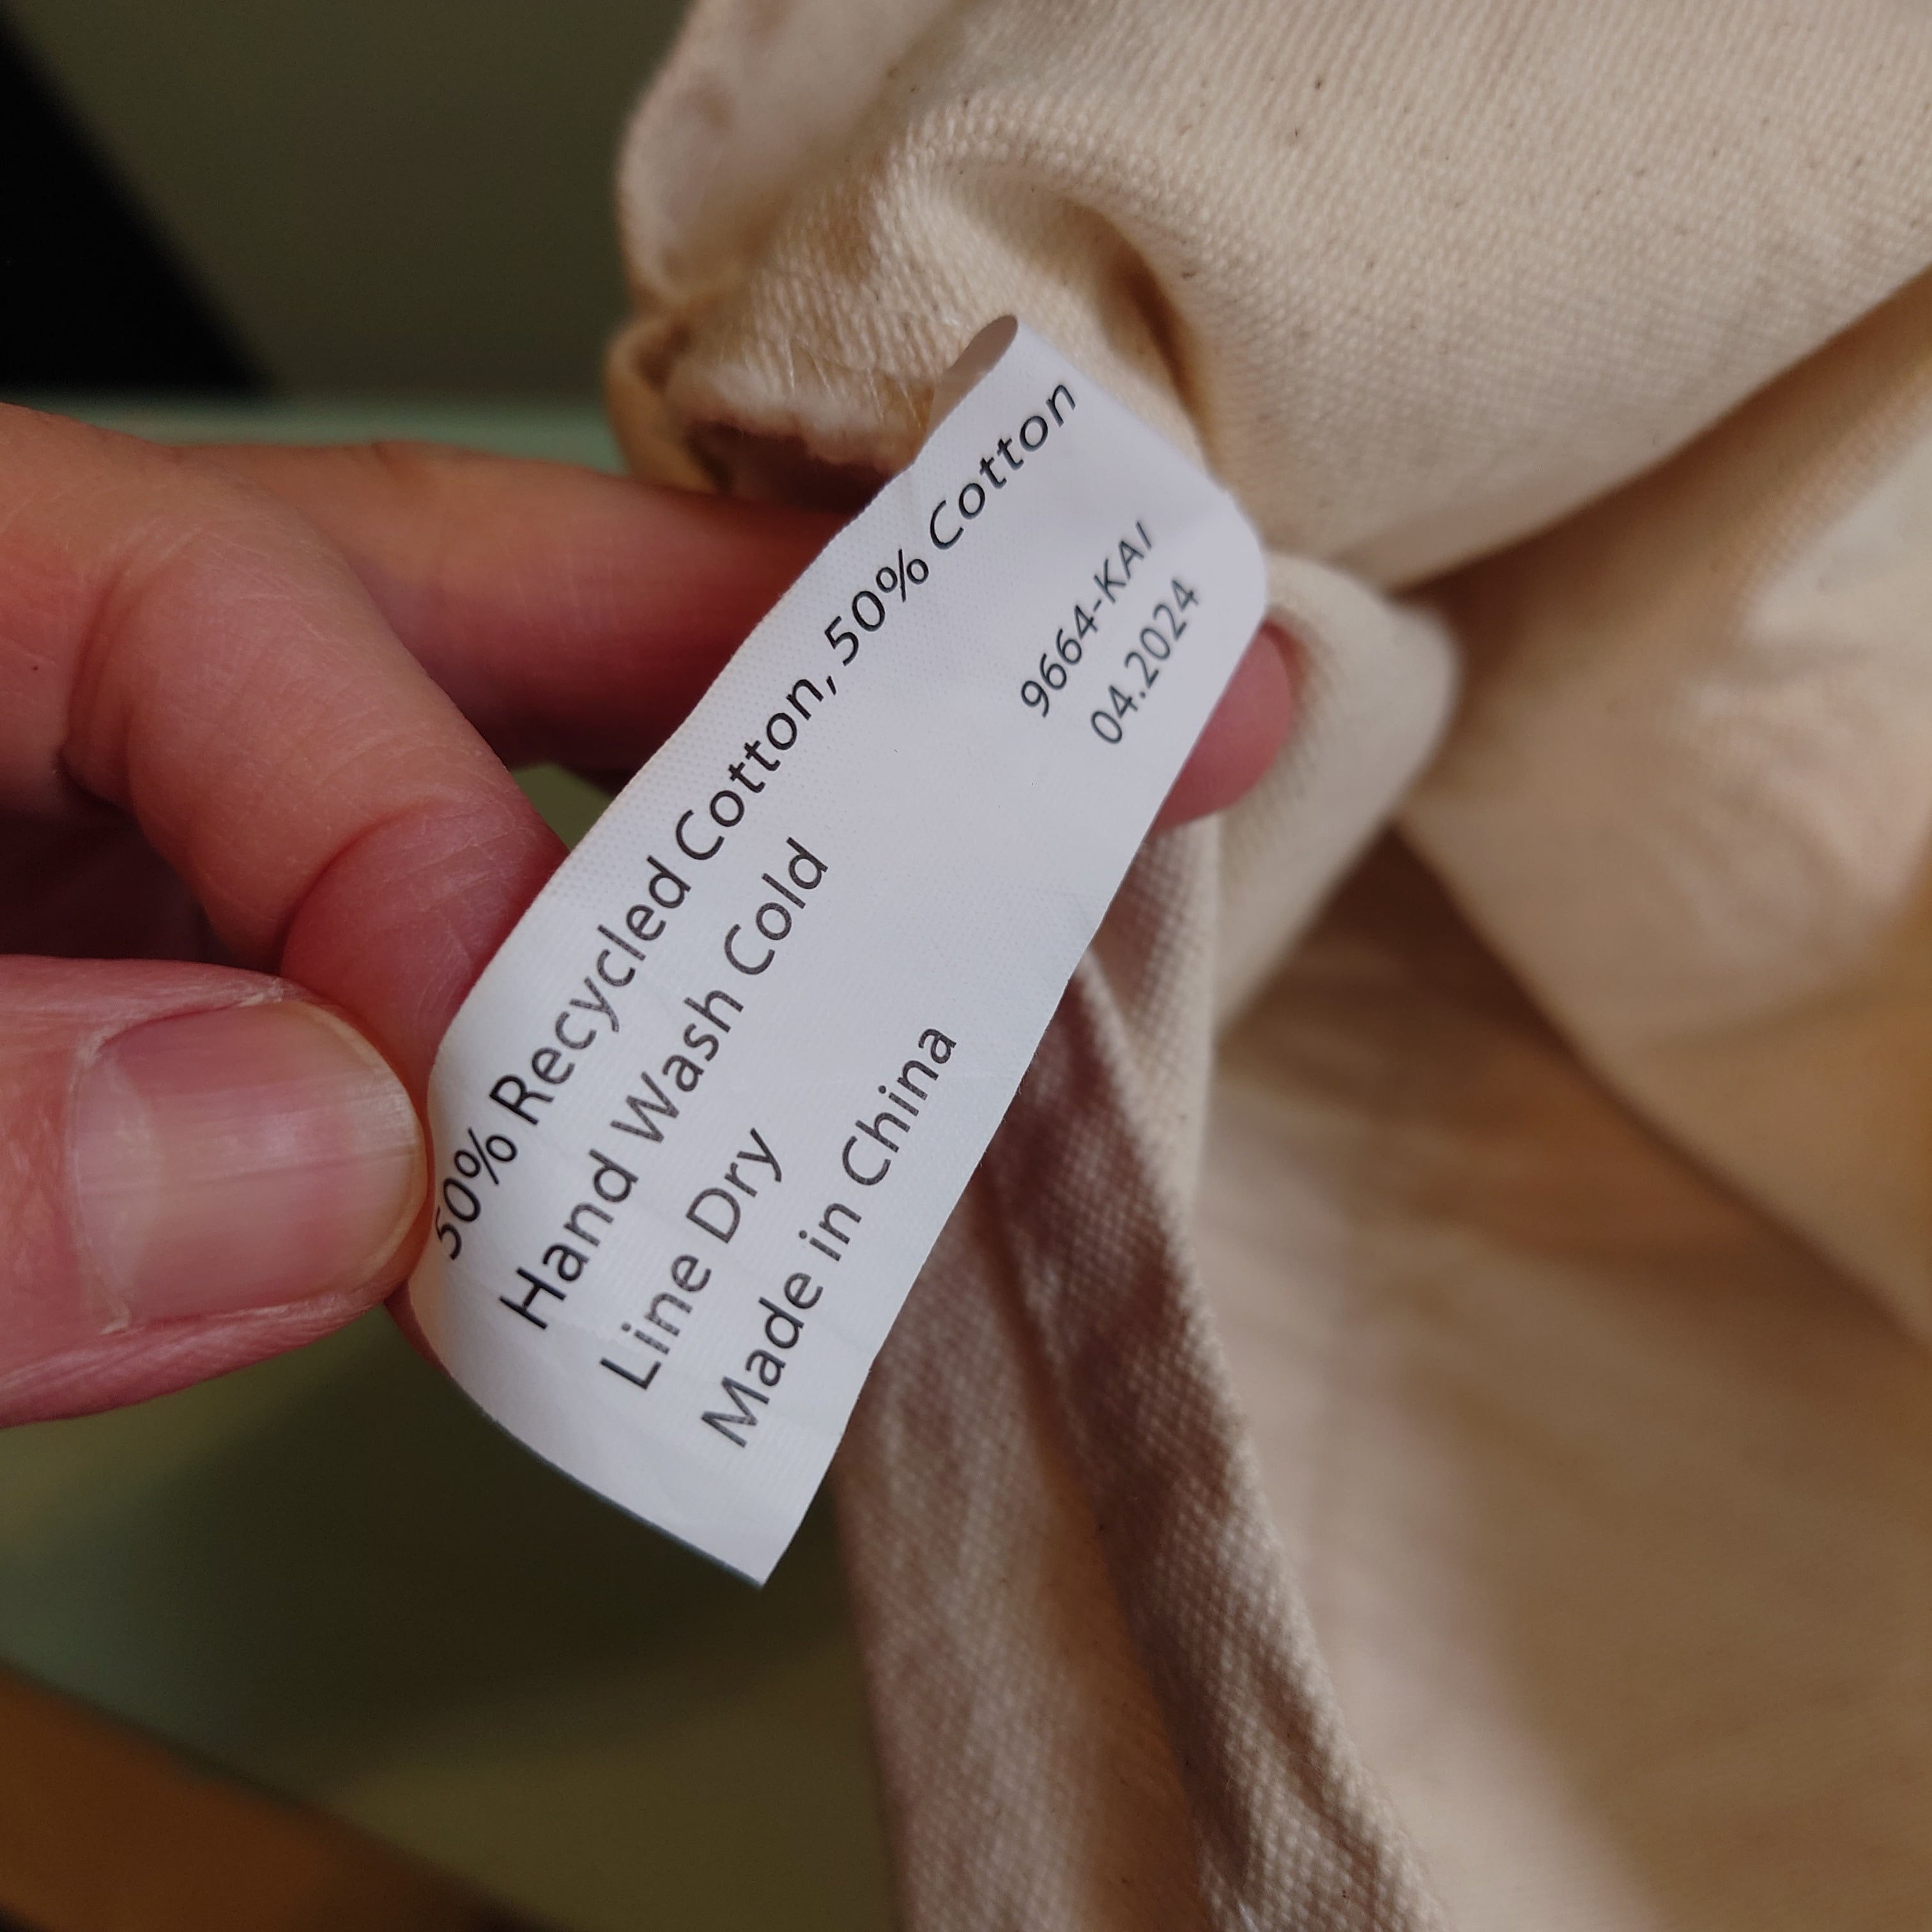 50% Recycled Cotton, 50% Cotton
Hand Wash Cold
Line Dry
Made in China
9664-KAI
04.2024